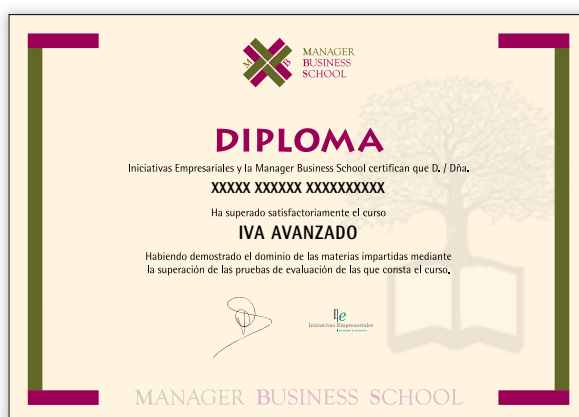 M
B
MANAGER
BUSINESS
SCHOOL
DIPLOMA
Iniciativas Empresariales y la Manager Business School certifican que D. / Dña.
XXXXX XXXXXX XXXXXXXXXX
Ha superado satisfactoriamente el curso
IVA AVANZADO
Habiendo demostrado el dominio de las materias impartidas mediante
la superación de las pruebas de evaluación de las que consta el curso.
Ie
Iniciativas Empresariales
MANAGER BUSINESS SCHOOL